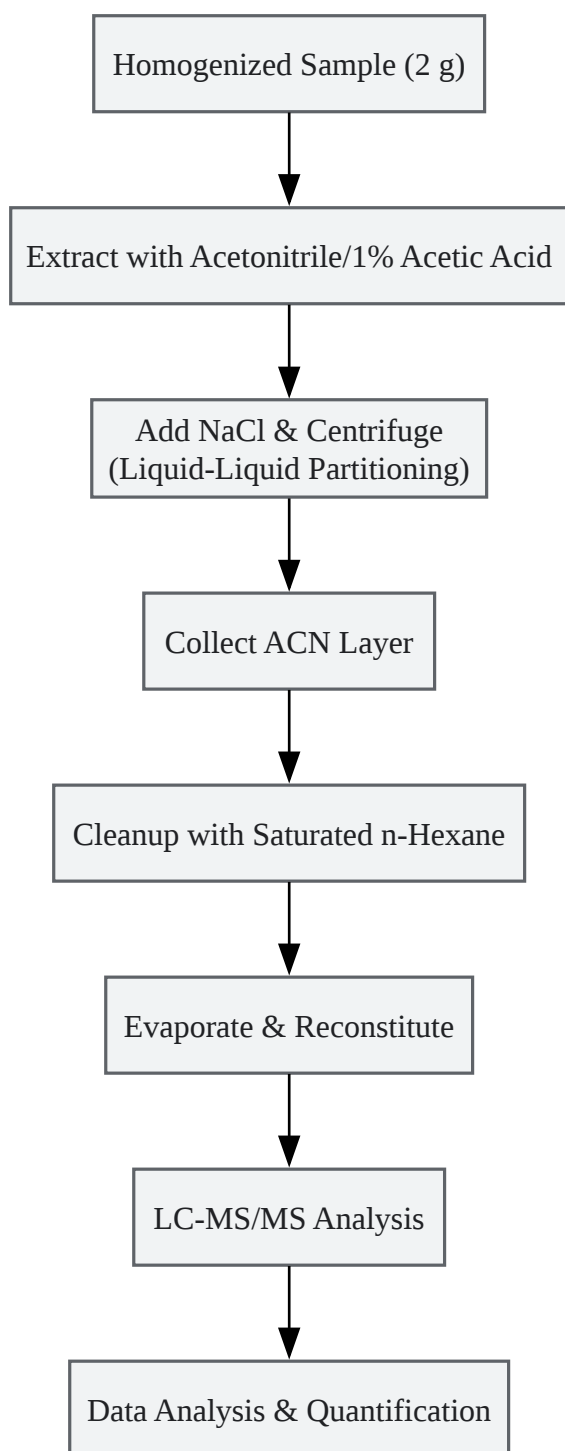 Homogenized Sample (2 g)
Extract with Acetonitrile/1% Acetic Acid
Add NaCl & Centrifuge
(Liquid-Liquid Partitioning)
Collect ACN Layer
Cleanup with Saturated n-Hexane
Evaporate & Reconstitute
LC-MS/MS Analysis
Data Analysis & Quantification